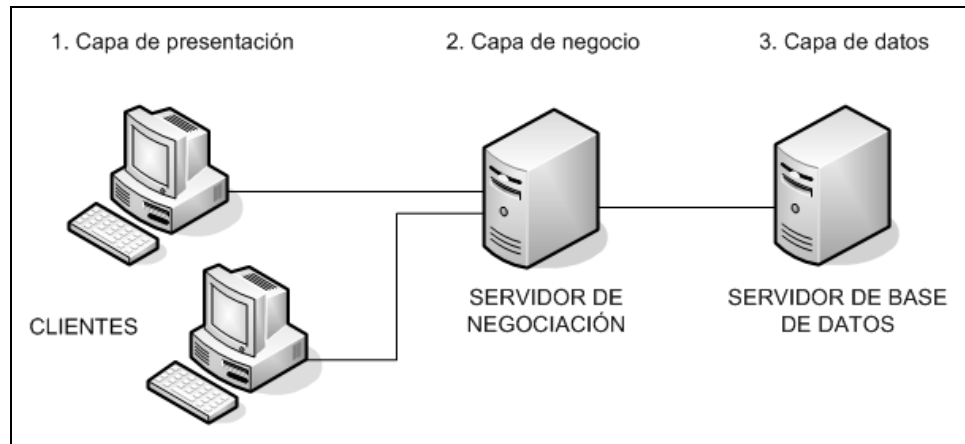 1. Capa de presentación
2. Capa de negocio
3. Capa de datos
CLIENTES
SERVIDOR DE
NEGOCIACIÓN
SERVIDOR DE BASE
DE DATOS